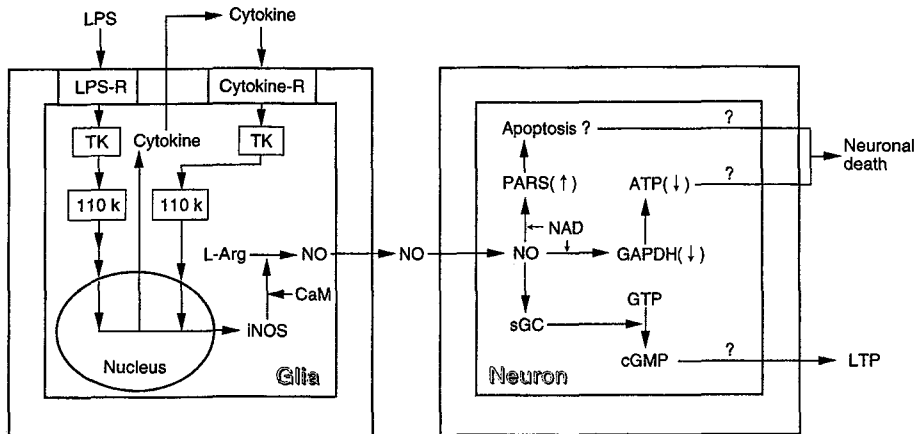 LPS
Cytokine
LPS-R
Cytokine-R
TK
Cytokine
TK
110 k
110 k
L-Arg
NO
CaM
iNOS
Nucleus
Glia
NO
Apoptosis ?
?
Neuronal
death
PARS(↑)
ATP(↓)
?
NAD
NO
GAPDH(↓)
GTP
sGC
cGMP
?
LTP
Neuron